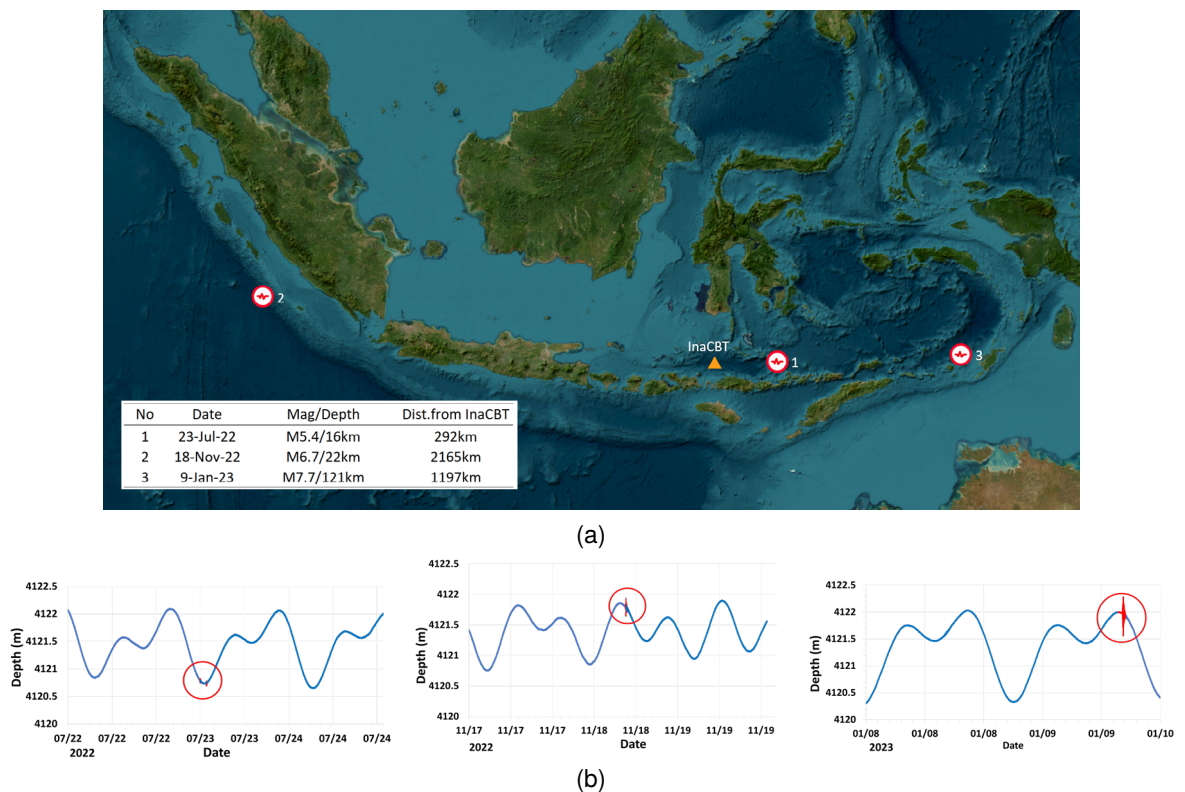 InaCBT
2
1
3
No Date Mag/Depth Dist.from InaCBT
1 23-Jul-22 M5.4/16km 292km
2 18-Nov-22 M6.7/22km 2165km
3 9-Jan-23 M7.7/121km 1197km
(a)
Depth (m)
4122.5
4122
4121.5
4121
4120.5
4120
07/22 07/22 07/22 07/23 07/23 07/24 07/24 07/24
2022 Date
Depth (m)
4122.5
4122
4121.5
4121
4120.5
4120
11/17 11/17 11/17 11/18 11/18 11/19 11/19 11/19
2022 Date
Depth (m)
4122.5
4122
4121.5
4121
4120.5
4120
01/08 01/08 01/08 01/09 01/09 01/10
2023 Date
(b)